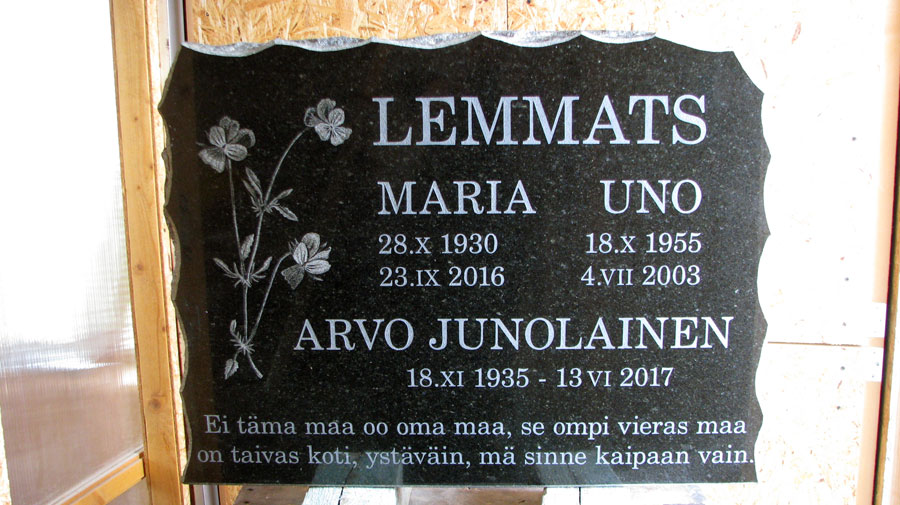 LEMMATS
MARIA UNO
28.X 1930 18.X 1955
23.IX 2016 4.VII 2003
ARVO JUNOLAINEN
18.XI 1935 - 13 VI 2017
Ei täma maa oo oma maa, se ompi vieras maa
on taivas koti, ystäväin, mä sinne kaipaan vain.